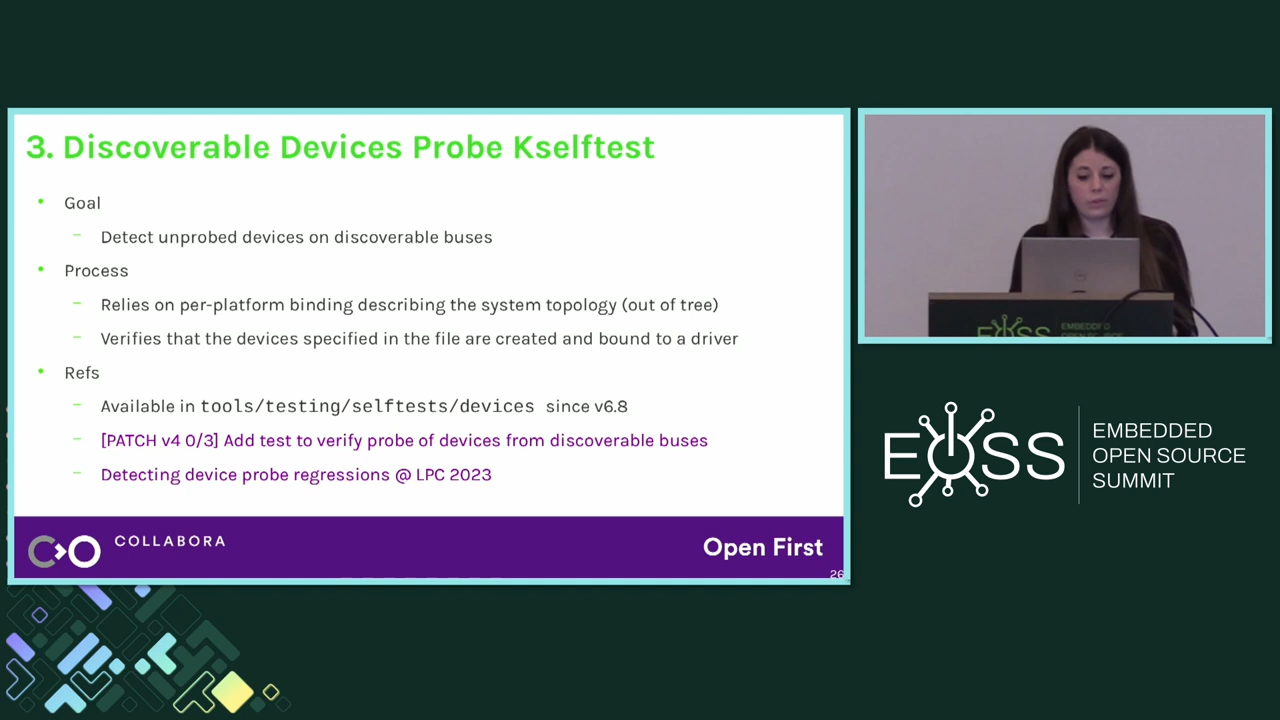 3. Discoverable Devices Probe Kselftest
Goal
Detect unprobed devices on discoverable buses
Process
Relies on per-platform binding describing the system topology (out of tree)
Verifies that the devices specified in the file are created and bound to a driver
Refs
Available in tools/testing/selftests/devices since v6.8
[PATCH v4 0/3] Add test to verify probe of devices from discoverable buses
Detecting device probe regressions @ LPC 2023
COLLABORA
Open First
26
EOSS
EMBEDDED
EOSS
EMBEDDED
OPEN SOURCE
SUMMIT